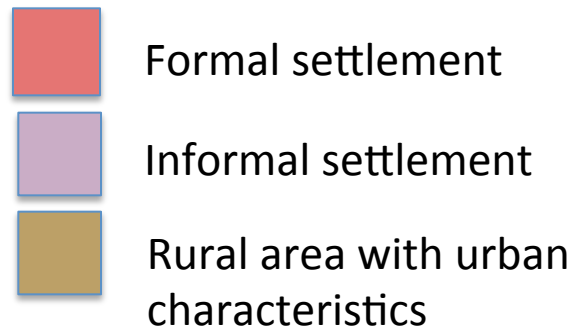 Formal settlement
Informal settlement
Rural area with urban
characteristics